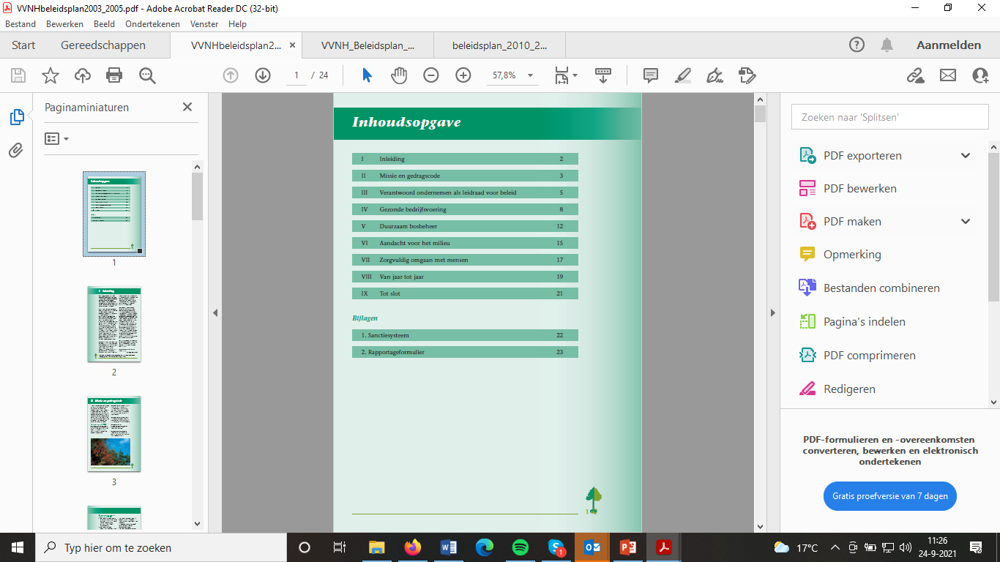 VVNHbeleidsplan2003_2005.pdf - Adobe Acrobat Reader DC (32-bit)
Bestand Bewerken Beeld Ondertekenen Venster Help
Start Gereedschappen VVNHbeleidsplan2... VVNH_Beleidsplan_... beleidsplan_2010_2... Aanmelden
1 / 24 57,8%
Paginaminiaturen
1
2
3
Inhoudsopgave
I Inleiding 2
II Missie en gedragscode 3
III Verantwoord ondernemen als leidraad voor beleid 5
IV Gezonde bedrijfsvoering 8
V Duurzaam bosbeheer 12
VI Aandacht voor het milieu 15
VII Zorgvuldig omgaan met mensen 17
VIII Van jaar tot jaar 19
IX Tot slot 21
Bijlagen
1. Sanctiesysteem 22
2. Rapportageformulier 23
1
Zoeken naar 'Splitsen'
PDF exporteren
PDF bewerken
PDF maken
Opmerking
Bestanden combineren
Pagina's indelen
PDF comprimeren
Redigeren
PDF-formulieren en -overeenkomsten
converteren, bewerken en elektronisch
ondertekenen
Gratis proefversie van 7 dagen
Typ hier om te zoeken
1
17°C
11:26
24-9-2021
3